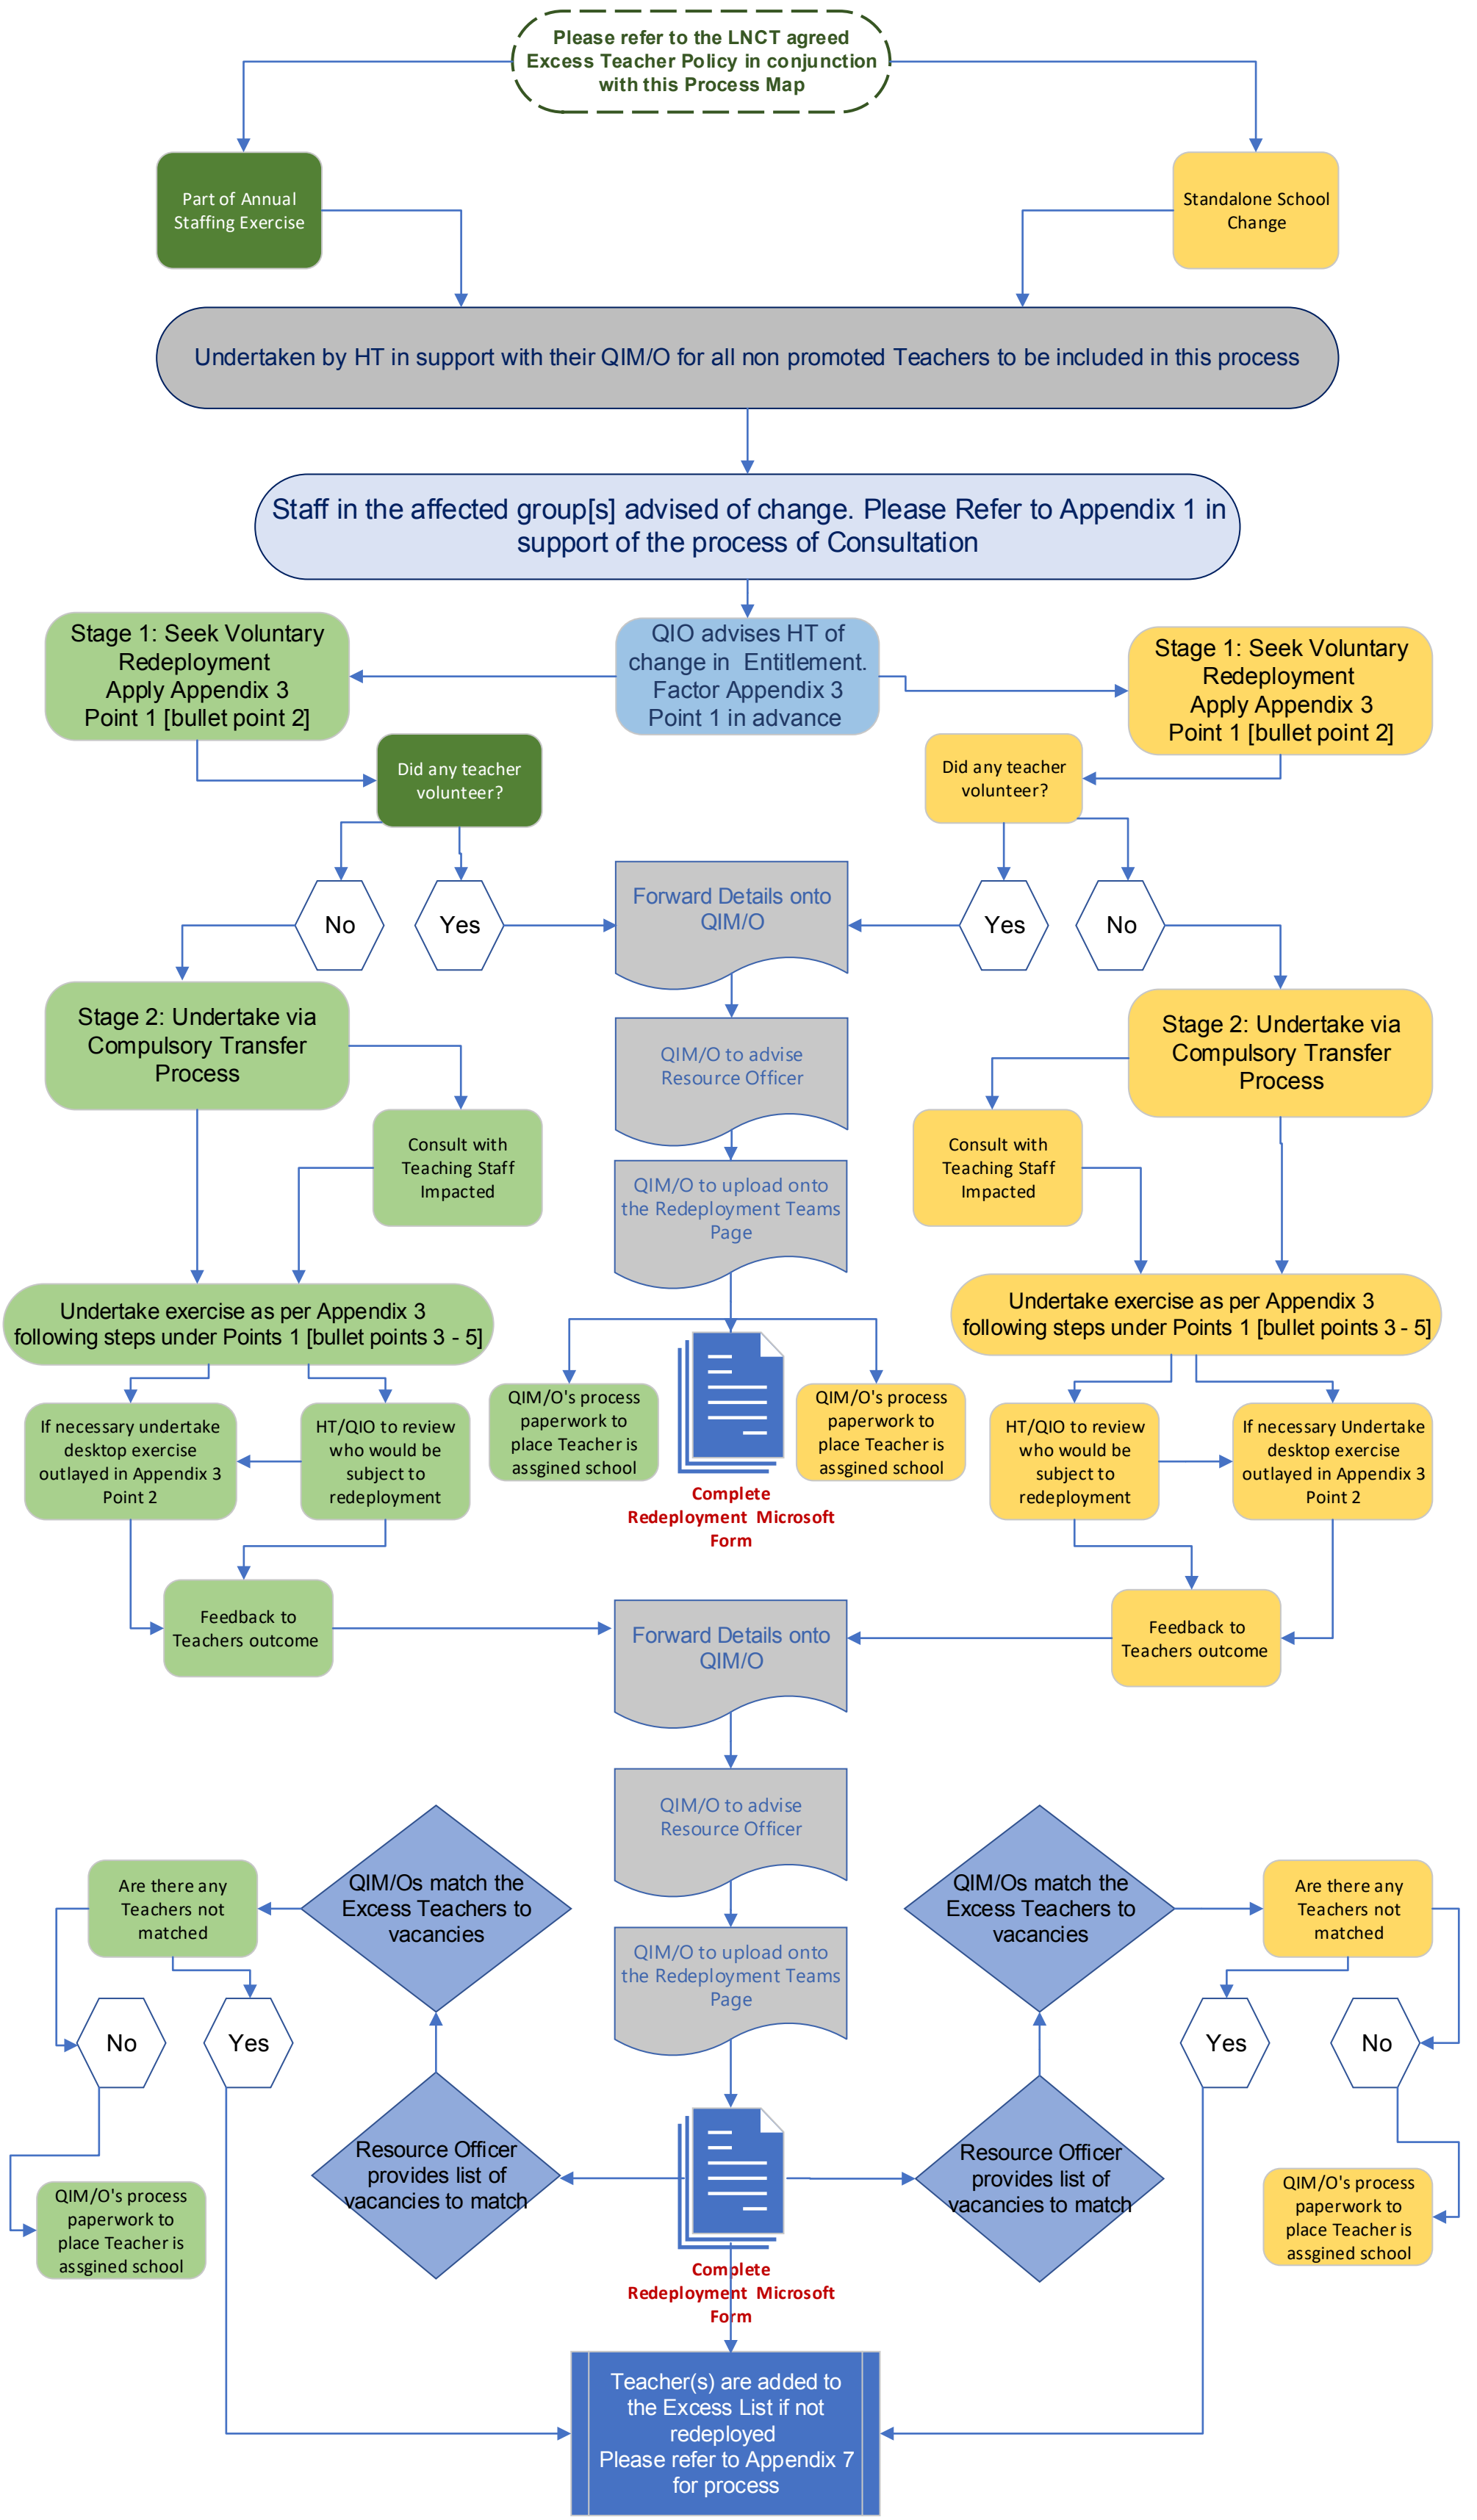 Please refer to the LNCT agreed
Excess Teacher Policy in conjunction
with this Process Map
Part of Annual
Staffing Exercise
Standalone School
Change
Undertaken by HT in support with their QIM/O for all non promoted Teachers to be included in this process
Staff in the affected group[s] advised of change. Please Refer to Appendix 1 in
support of the process of Consultation
Stage 1: Seek Voluntary
Redeployment
Apply Appendix 3
Point 1 [bullet point 2]
QIO advises HT of
change in Entitlement.
Factor Appendix 3
Point 1 in advance
Stage 1: Seek Voluntary
Redeployment
Apply Appendix 3
Point 1 [bullet point 2]
Did any teacher
volunteer?
Did any teacher
volunteer?
No
Yes
Forward Details onto
QIM/O
Yes
No
Stage 2: Undertake via
Compulsory Transfer
Process
QIM/O to advise
Resource Officer
Stage 2: Undertake via
Compulsory Transfer
Process
Consult with
Teaching Staff
Impacted
QIM/O to upload onto
the Redeployment Teams
Page
Consult with
Teaching Staff
Impacted
Undertake exercise as per Appendix 3
following steps under Points 1 [bullet points 3 - 5]
Undertake exercise as per Appendix 3
following steps under Points 1 [bullet points 3 - 5]
If necessary undertake
desktop exercise
outlayed in Appendix 3
Point 2
HT/QIO to review
who would be
subject to
redeployment
QIM/O's process
paperwork to
place Teacher is
assgined school
QIM/O's process
paperwork to
place Teacher is
assgined school
HT/QIO to review
who would be
subject to
redeployment
If necessary Undertake
desktop exercise
outlayed in Appendix 3
Point 2
Complete
Redeployment Microsoft
Form
Feedback to
Teachers outcome
Forward Details onto
QIM/O
Feedback to
Teachers outcome
QIM/O to advise
Resource Officer
Are there any
Teachers not
matched
QIM/Os match the
Excess Teachers to
vacancies
QIM/Os match the
Excess Teachers to
vacancies
Are there any
Teachers not
matched
QIM/O to upload onto
the Redeployment Teams
Page
No
Yes
Yes
No
Resource Officer
provides list of
vacancies to match
Resource Officer
provides list of
vacancies to match
QIM/O's process
paperwork to
place Teacher is
assgined school
QIM/O's process
paperwork to
place Teacher is
assgined school
Complete
Redeployment Microsoft
Form
Teacher(s) are added to
the Excess List if not
redeployed
Please refer to Appendix 7
for process